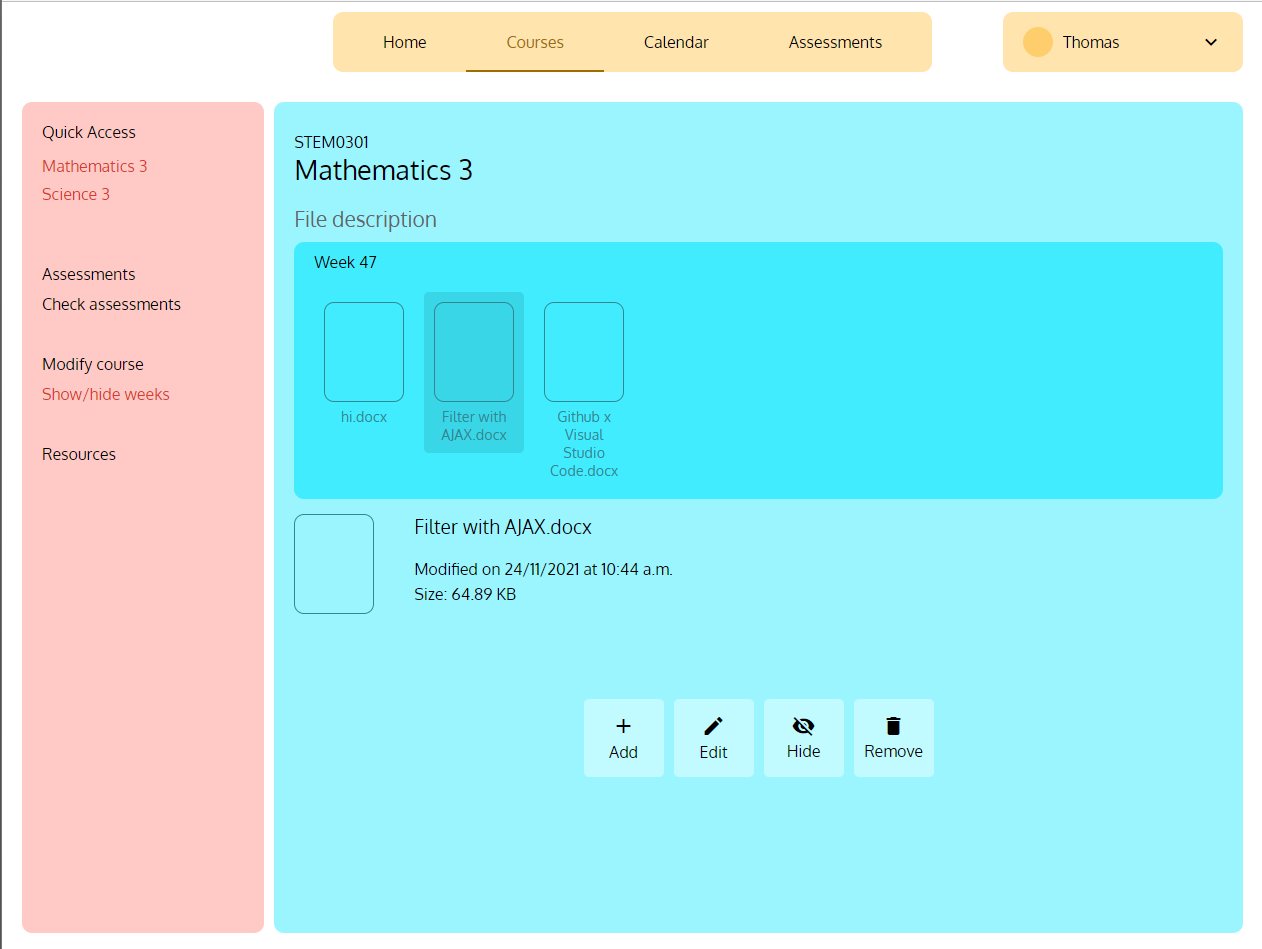 Home Courses Calendar Assessments Thomas
Quick Access
Mathematics 3
Science 3
Assessments
Check assessments
Modify course
Show/hide weeks
Resources
STEM0301
Mathematics 3
File description
Week 47
hi.docx
Filter with
AJAX.docx
Github x
Visual
Studio
Code.docx
Filter with AJAX.docx
Modified on 24/11/2021 at 10:44 a.m.
Size: 64.89 KB
Add Edit Hide Remove